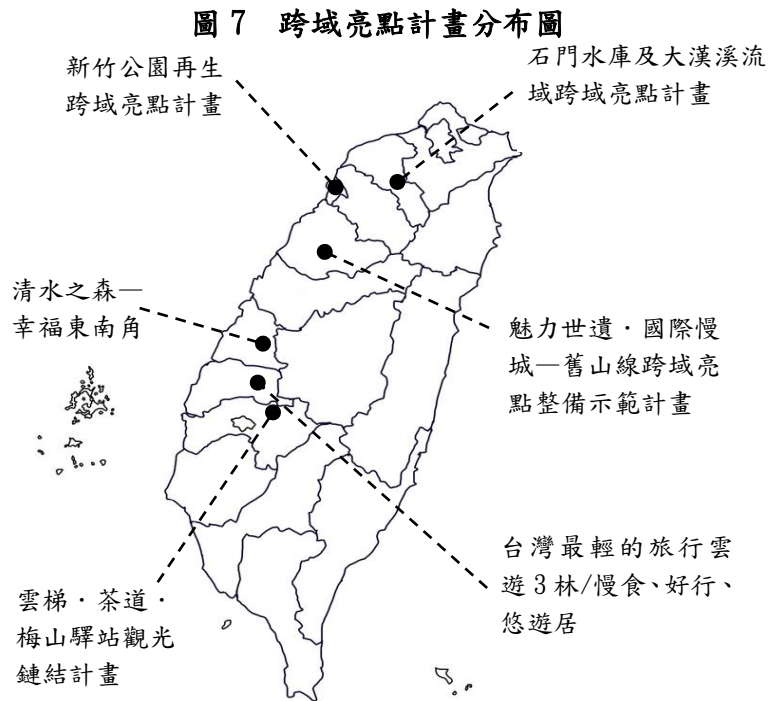 圖 7　跨域亮點計畫分布圖
新竹公園再生
跨域亮點計畫
石門水庫及大漢溪流
域跨域亮點計畫
清水之森—
幸福東南角
魅力世遺．國際慢
城—舊山線跨域亮
點整備示範計畫
台灣最輕的旅行雲
遊 3 林/慢食、好行、
悠遊居
雲梯．茶道．
梅山驛站觀光
鏈結計畫